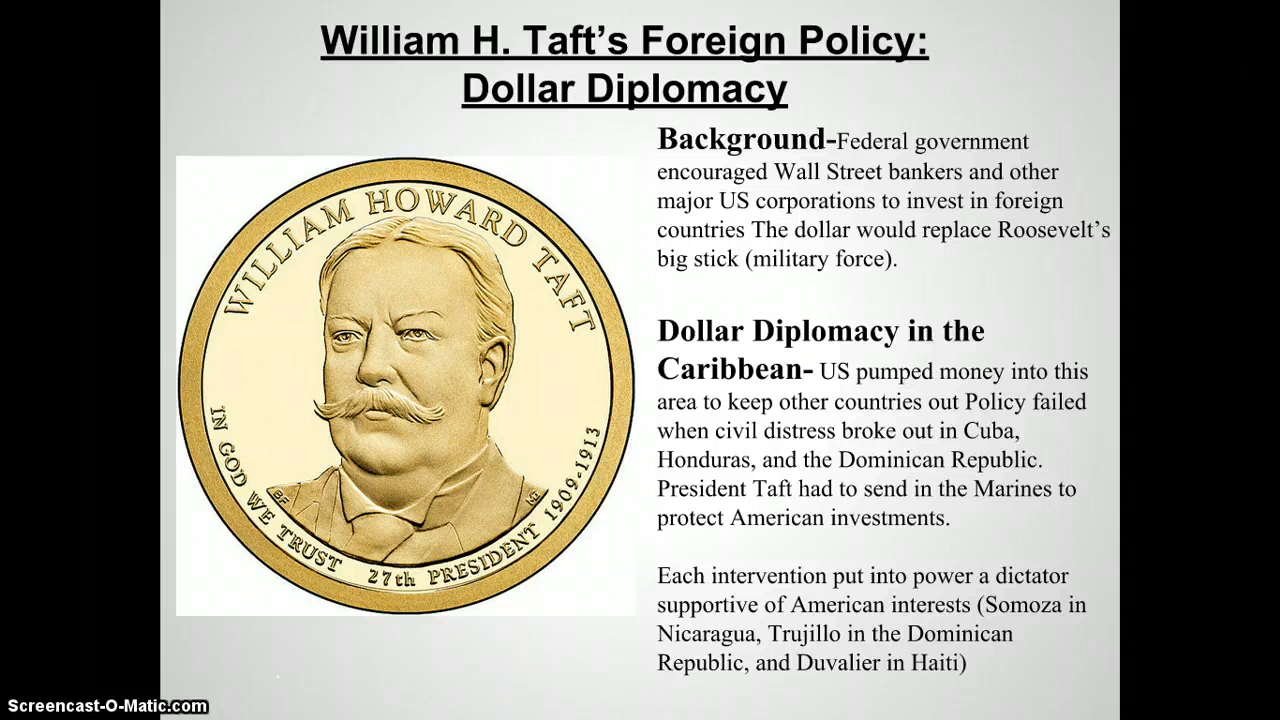 William H. Taft’s Foreign Policy:
Dollar Diplomacy
WILLIAM HOWARD TAFT
IN GOD WE TRUST
27th PRESIDENT 1909-1913
BF
MI
Background-Federal government
encouraged Wall Street bankers and other
major US corporations to invest in foreign
countries The dollar would replace Roosevelt’s
big stick (military force).
Dollar Diplomacy in the
Caribbean- US pumped money into this
area to keep other countries out Policy failed
when civil distress broke out in Cuba,
Honduras, and the Dominican Republic.
President Taft had to send in the Marines to
protect American investments.
Each intervention put into power a dictator
supportive of American interests (Somoza in
Nicaragua, Trujillo in the Dominican
Republic, and Duvalier in Haiti)
Screencast-O-Matic.com